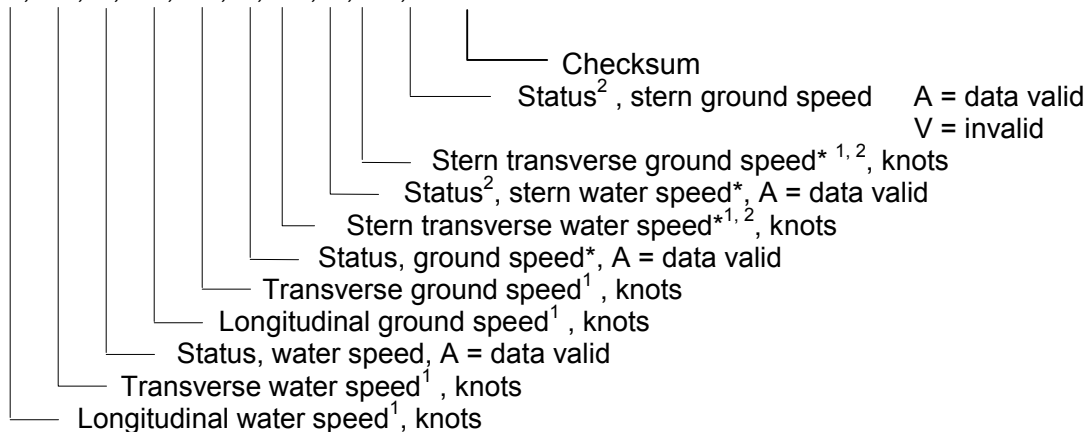 Checksum
Status², stern ground speed A = data valid
V = invalid
Stern transverse ground speed* ¹, ², knots
Status², stern water speed*, A = data valid
Stern transverse water speed*¹, ², knots
Status, ground speed*, A = data valid
Transverse ground speed¹ , knots
Longitudinal ground speed¹ , knots
Status, water speed, A = data valid
Transverse water speed¹ , knots
Longitudinal water speed¹, knots